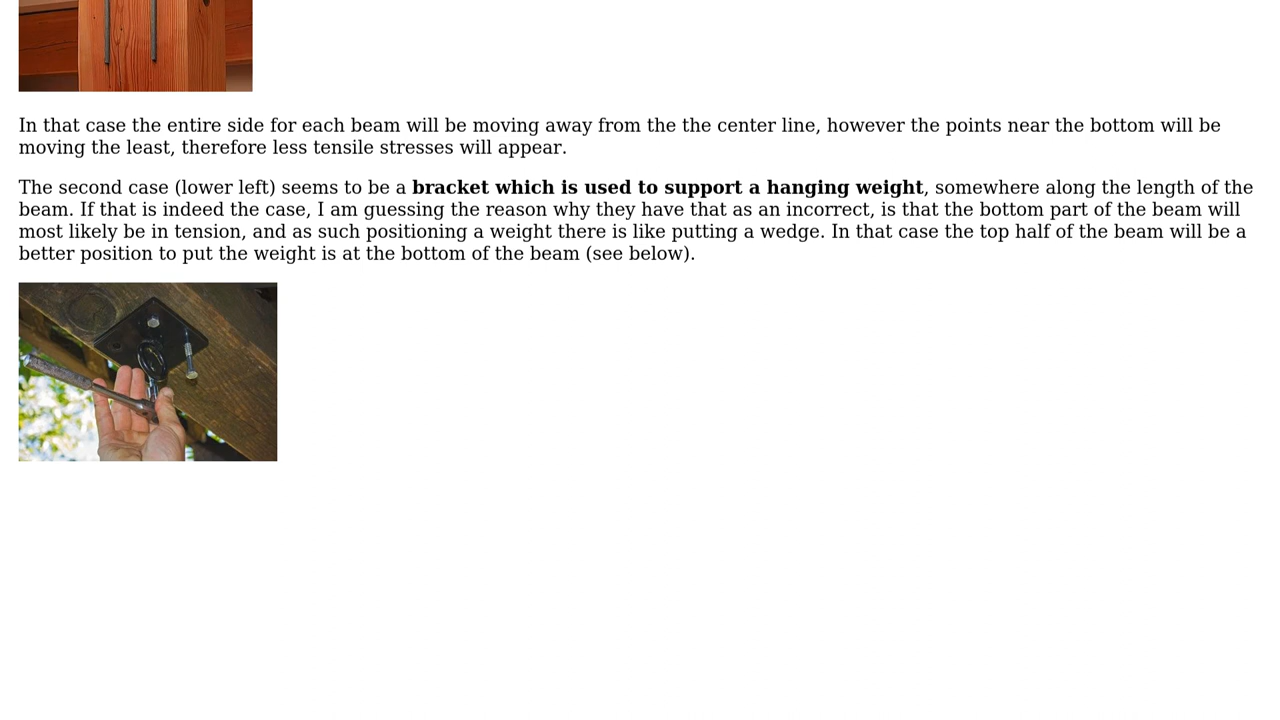 In that case the entire side for each beam will be moving away from the the center line, however the points near the bottom will be
moving the least, therefore less tensile stresses will appear.
The second case (lower left) seems to be a bracket which is used to support a hanging weight, somewhere along the length of the
beam. If that is indeed the case, I am guessing the reason why they have that as an incorrect, is that the bottom part of the beam will
most likely be in tension, and as such positioning a weight there is like putting a wedge. In that case the top half of the beam will be a
better position to put the weight is at the bottom of the beam (see below).